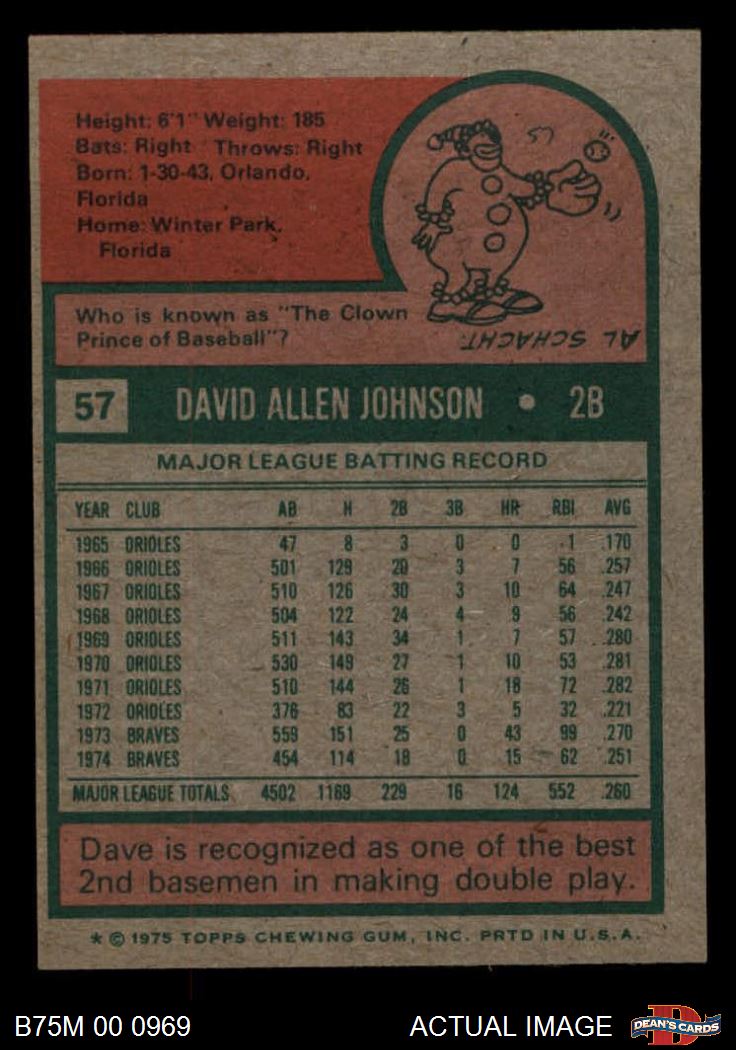 Height: 6'1" Weight: 185
Bats: Right Throws: Right
Born: 1-30-43, Orlando,
Florida
Home: Winter Park,
Florida
57
Who is known as "The Clown
Prince of Baseball"?
AL SCHACHT.
57 DAVID ALLEN JOHNSON • 2B
MAJOR LEAGUE BATTING RECORD
YEAR CLUB AB H 2B 3B HR RBI AVG
1965 ORIOLES 47 8 3 0 0 1 .170
1966 ORIOLES 501 129 20 3 7 56 .257
1967 ORIOLES 510 126 30 3 10 64 .247
1968 ORIOLES 504 122 24 4 9 56 .242
1969 ORIOLES 511 143 34 1 7 57 .280
1970 ORIOLES 530 149 27 1 10 53 .281
1971 ORIOLES 510 144 26 1 18 72 .282
1972 ORIOLES 376 83 22 3 5 32 .221
1973 BRAVES 559 151 25 0 43 99 .270
1974 BRAVES 454 114 18 0 15 62 .251
MAJOR LEAGUE TOTALS 4502 1169 229 16 124 552 .260
Dave is recognized as one of the best
2nd basemen in making double play.
* © 1975 TOPPS CHEWING GUM, INC. PRTD IN U.S.A.
B75M 00 0969
ACTUAL IMAGE
D
DEAN'S CARDS